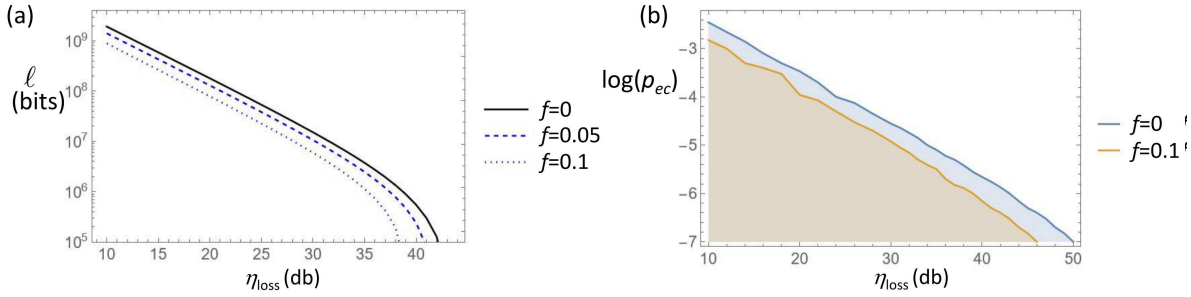 (a)
10⁹
ℓ
(bits)
10⁸
10⁷
10⁶
10⁵
10 15 20 25 30 35 40
η_loss (db)
f=0
f=0.05
f=0.1
(b)
−3
log(p_ec)
−4
−5
−6
−7
10 20 30 40 50
η_loss (db)
f=0
f=0.1